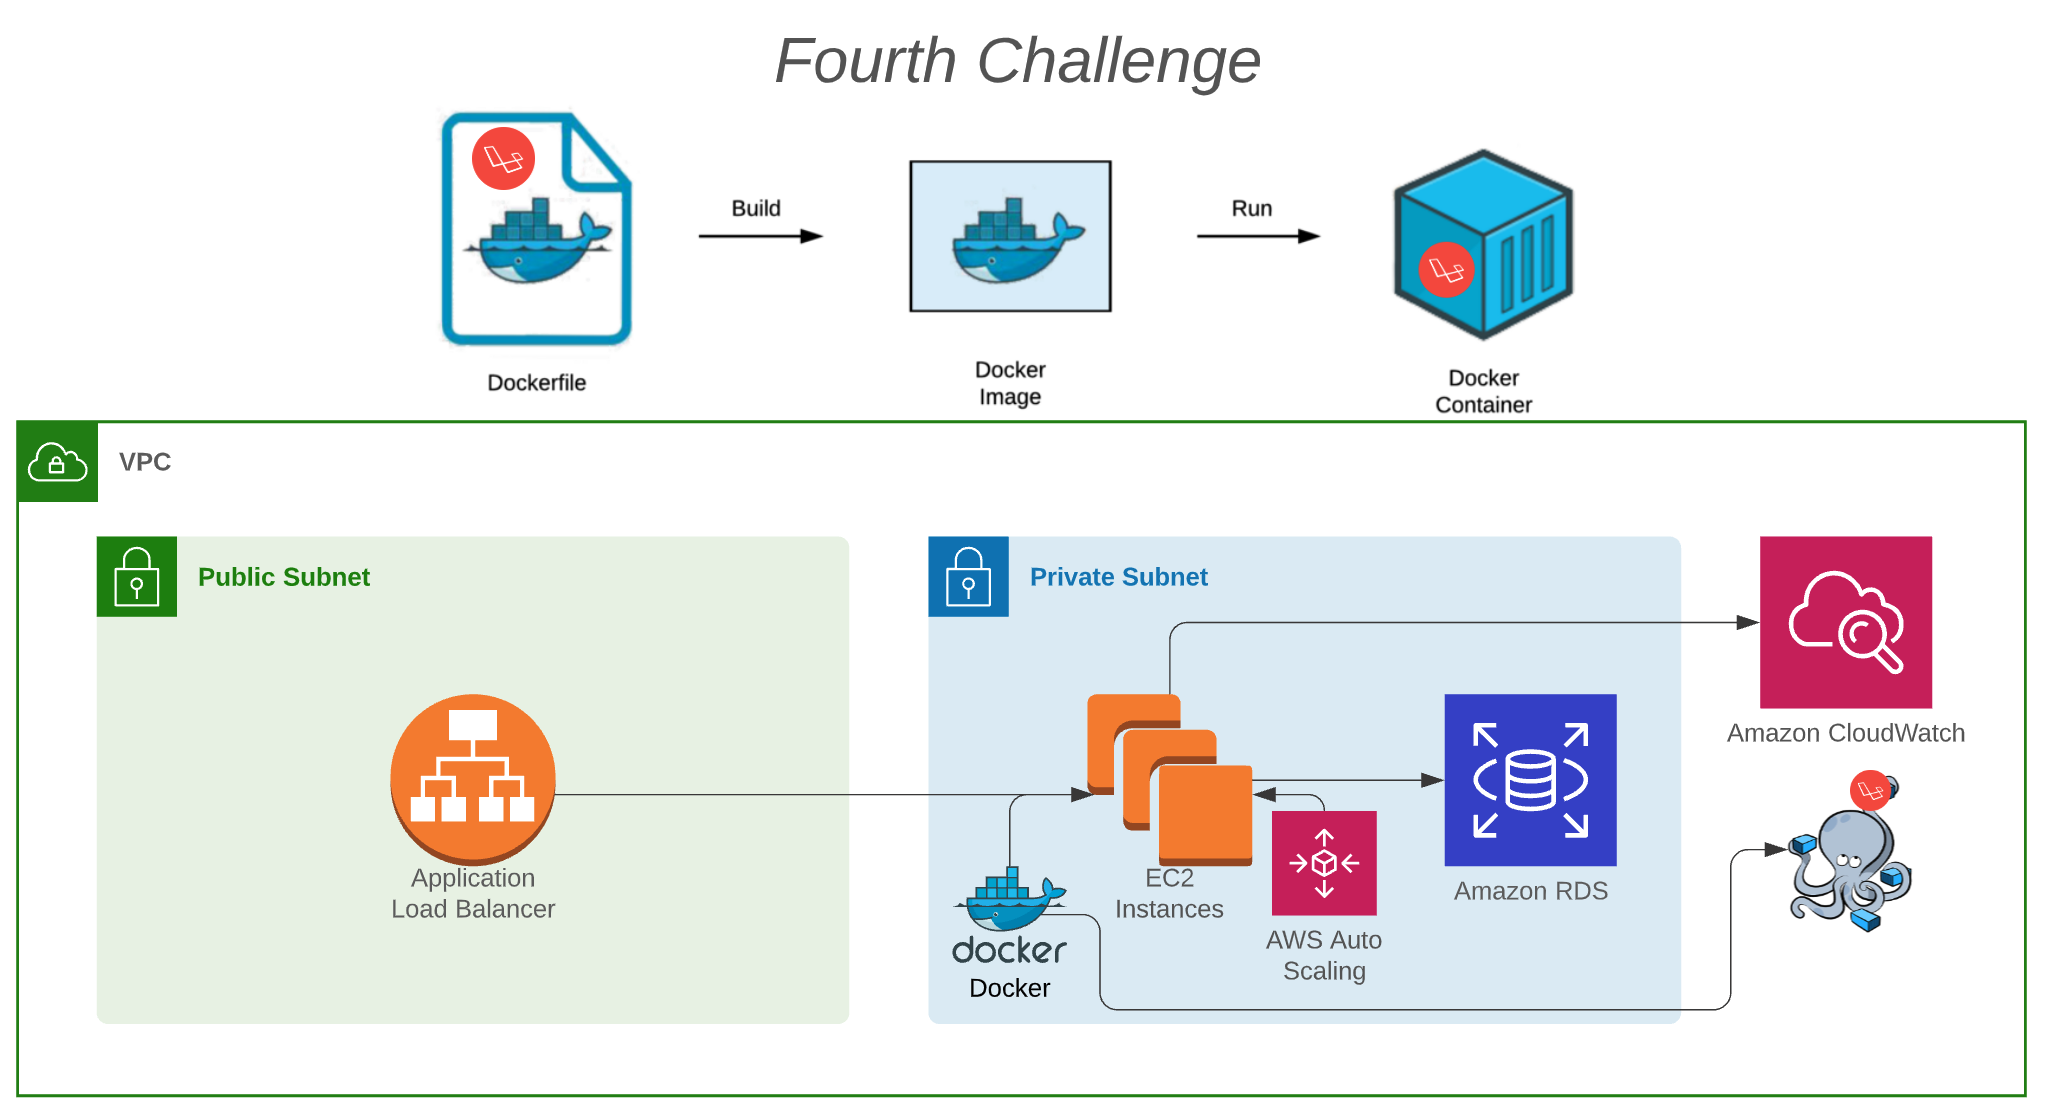 Fourth Challenge
Build
Run
Dockerfile
Docker
Image
Docker
Container
VPC
Public Subnet
Private Subnet
Amazon CloudWatch
Application
Load Balancer
EC2
Instances
Amazon RDS
AWS Auto
Scaling
docker
Docker